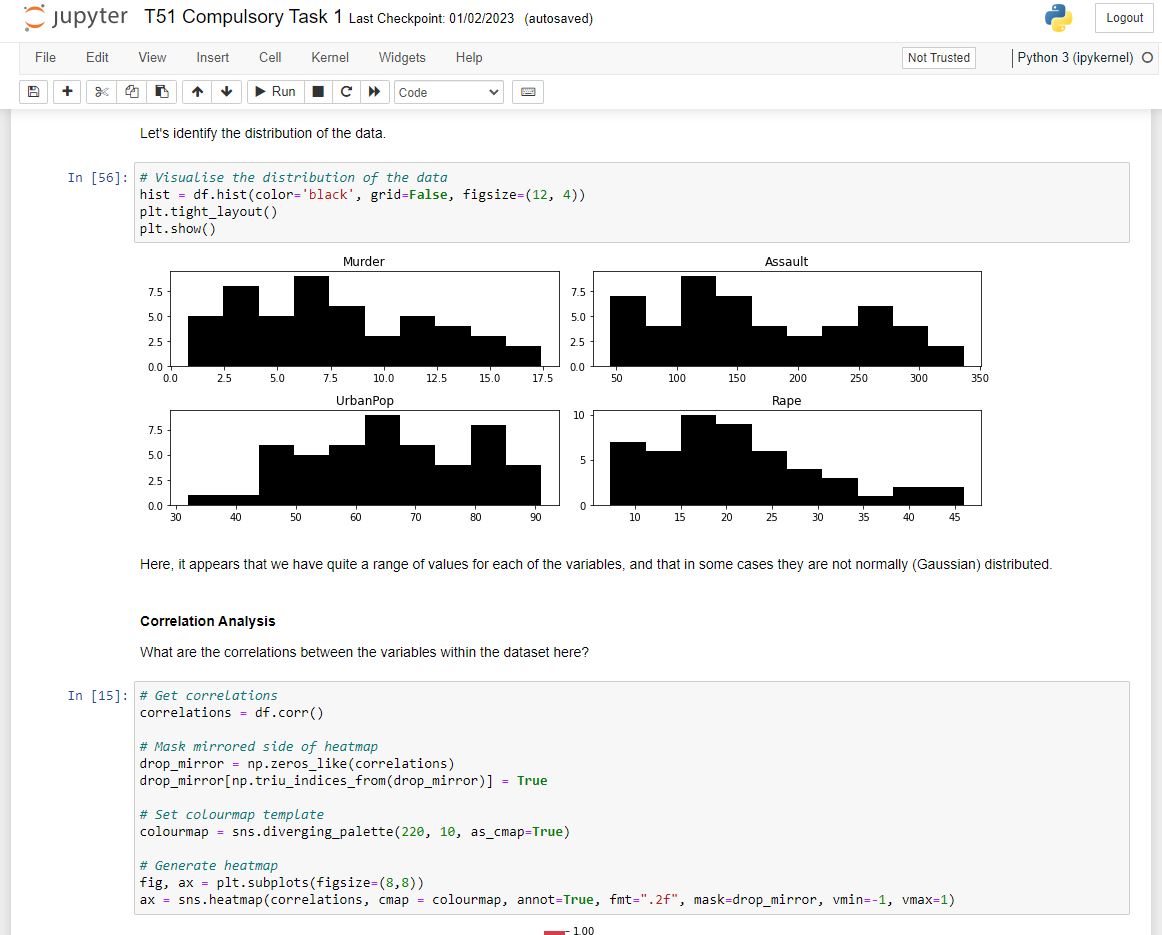 jupyter T51 Compulsory Task 1 Last Checkpoint: 01/02/2023 (autosaved) Logout
File Edit View Insert Cell Kernel Widgets Help Not Trusted Python 3 (ipykernel)
Run Code
Let's identify the distribution of the data.
In [56]: # Visualise the distribution of the data
hist = df.hist(color='black', grid=False, figsize=(12, 4))
plt.tight_layout()
plt.show()
Murder Assault
7.5 7.5
5.0 5.0
2.5 2.5
0.0 0.0
0.0 2.5 5.0 7.5 10.0 12.5 15.0 17.5 50 100 150 200 250 300 350
UrbanPop Rape
7.5 10
5.0 5
2.5
0.0 0
30 40 50 60 70 80 90 10 15 20 25 30 35 40 45
Here, it appears that we have quite a range of values for each of the variables, and that in some cases they are not normally (Gaussian) distributed.
Correlation Analysis
What are the correlations between the variables within the dataset here?
In [15]: # Get correlations
correlations = df.corr()
# Mask mirrored side of heatmap
drop_mirror = np.zeros_like(correlations)
drop_mirror[np.triu_indices_from(drop_mirror)] = True
# Set colourmap template
colourmap = sns.diverging_palette(220, 10, as_cmap=True)
# Generate heatmap
fig, ax = plt.subplots(figsize=(8,8))
ax = sns.heatmap(correlations, cmap = colourmap, annot=True, fmt=".2f", mask=drop_mirror, vmin=-1, vmax=1)
1.00